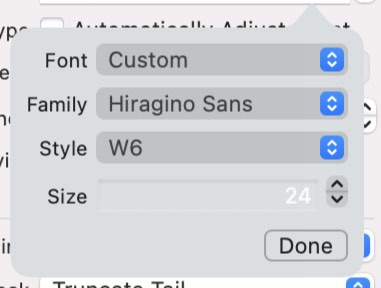 Font Custom
Family Hiragino Sans
Style W6
Size 24
Done
Truncate Tail